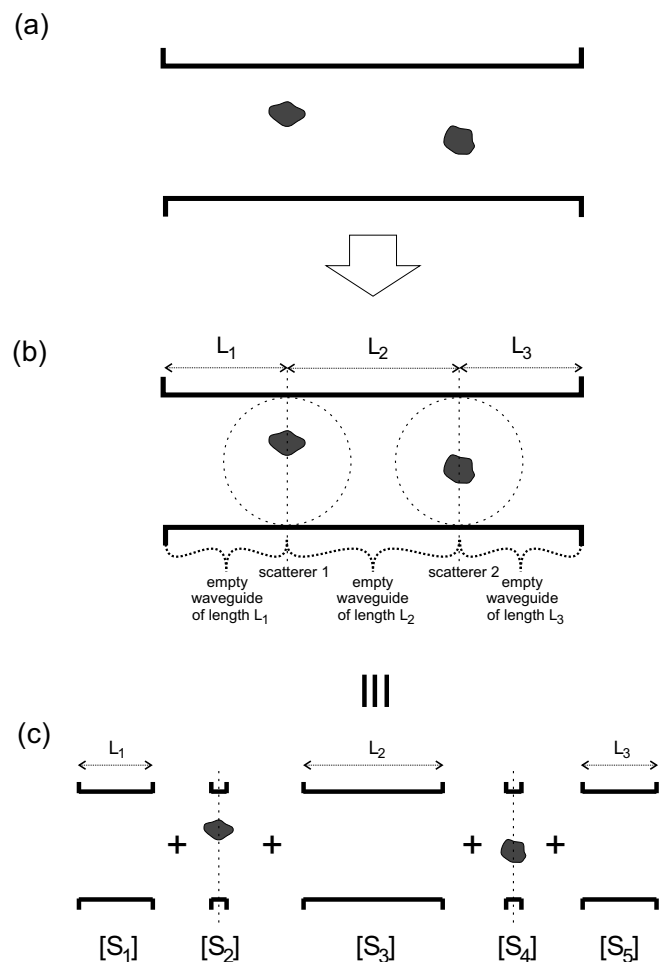 (a)
(b)
L₁ L₂ L₃
scatterer 1 scatterer 2
empty waveguide of length L₁
empty waveguide of length L₂
empty waveguide of length L₃
(c)
L₁ L₂ L₃
+ + + +
[S₁] [S₂] [S₃] [S₄] [S₅]